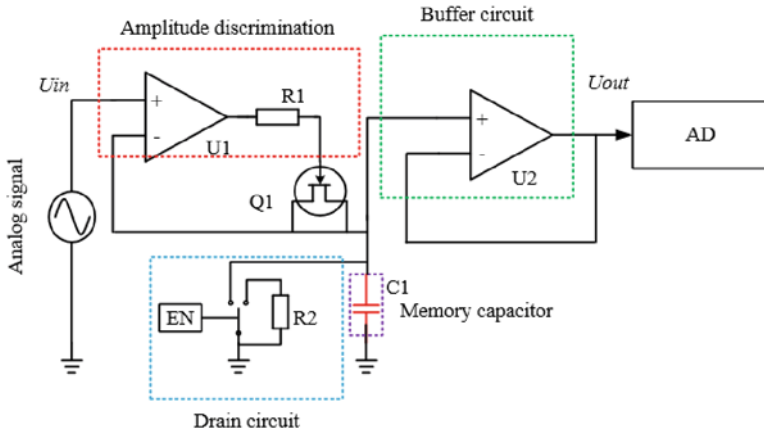 Buffer circuit
Amplitude discrimination
Uin
R1
Uout
+
-
U1
+
-
U2
AD
Q1
Analog signal
C1
EN
R2
Memory capacitor
Drain circuit